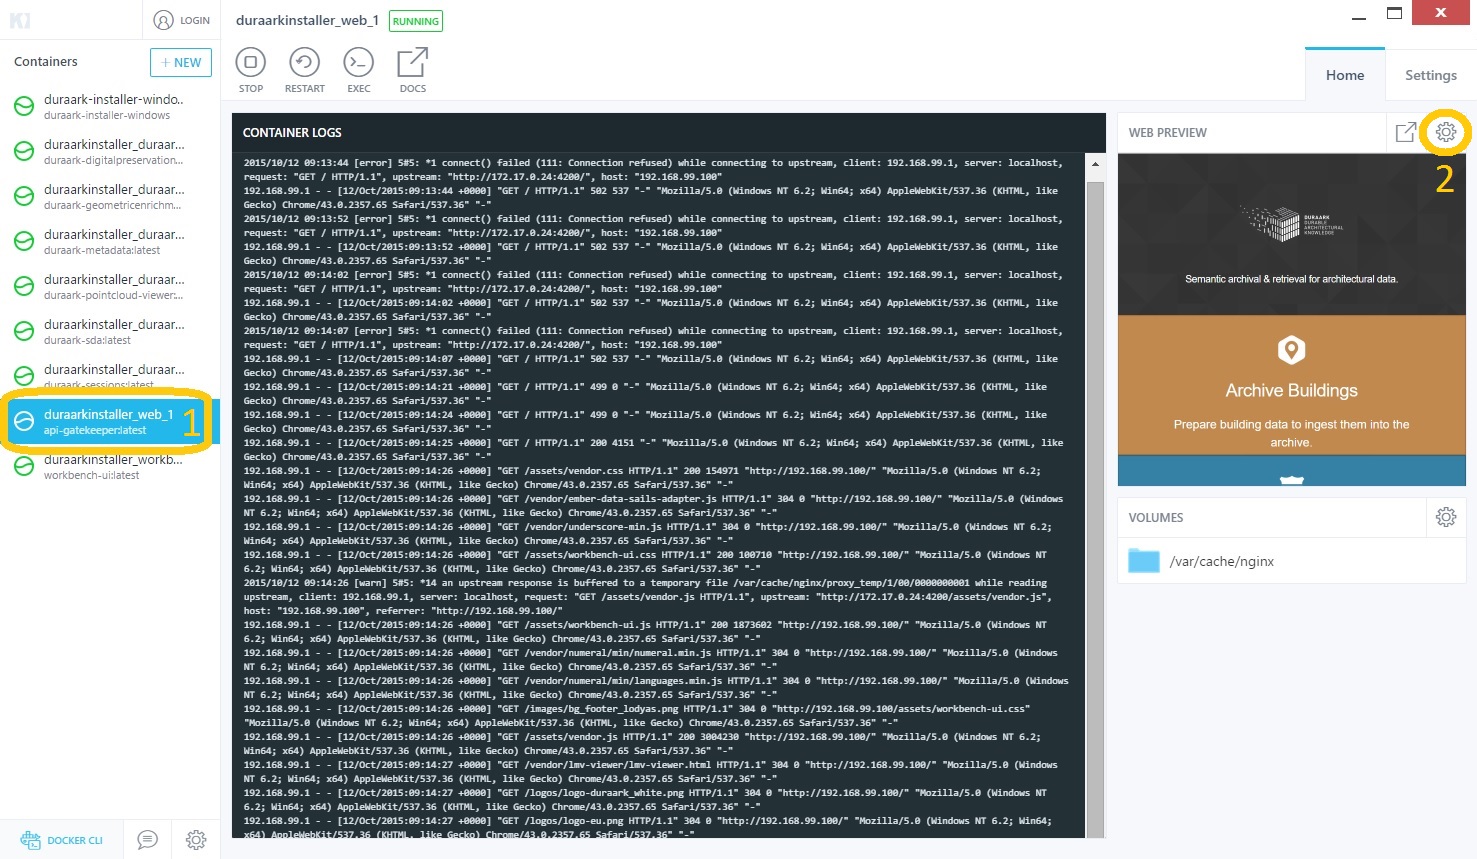 LOGIN
duraarkinstaller_web_1
RUNNING
STOP
RESTART
EXEC
DOCS
Home
Settings
Containers
+ NEW
duraark-installer-windo..
duraark-installer-windows
duraarkinstaller_duraar...
duraark-digitalpreservation...
duraarkinstaller_duraar...
duraark-geometricenrichm...
duraarkinstaller_duraar...
duraark-metadata:latest
duraarkinstaller_duraar...
duraark-pointcloud-viewer:...
duraarkinstaller_duraar...
duraark-sda:latest
duraarkinstaller_duraar...
duraark-sessions:latest
duraarkinstaller_web_1
api-gatekeeper:latest
1
duraarkinstaller_workb...
workbench-ui:latest
DOCKER CLI
CONTAINER LOGS
2015/10/12 09:13:44 [error] 5#5: *1 connect() failed (111: Connection refused) while connecting to upstream, client: 192.168.99.1, server: localhost,
request: "GET / HTTP/1.1", upstream: "http://172.17.0.24:4200/", host: "192.168.99.100"
192.168.99.1 - - [12/Oct/2015:09:13:44 +0000] "GET / HTTP/1.1" 502 537 "-" "Mozilla/5.0 (Windows NT 6.2; Win64; x64) AppleWebKit/537.36 (KHTML, like
Gecko) Chrome/43.0.2357.65 Safari/537.36" "-"
2015/10/12 09:13:52 [error] 5#5: *1 connect() failed (111: Connection refused) while connecting to upstream, client: 192.168.99.1, server: localhost,
request: "GET / HTTP/1.1", upstream: "http://172.17.0.24:4200/", host: "192.168.99.100"
192.168.99.1 - - [12/Oct/2015:09:13:52 +0000] "GET / HTTP/1.1" 502 537 "-" "Mozilla/5.0 (Windows NT 6.2; Win64; x64) AppleWebKit/537.36 (KHTML, like
Gecko) Chrome/43.0.2357.65 Safari/537.36" "-"
2015/10/12 09:14:02 [error] 5#5: *1 connect() failed (111: Connection refused) while connecting to upstream, client: 192.168.99.1, server: localhost,
request: "GET / HTTP/1.1", upstream: "http://172.17.0.24:4200/", host: "192.168.99.100"
192.168.99.1 - - [12/Oct/2015:09:14:02 +0000] "GET / HTTP/1.1" 502 537 "-" "Mozilla/5.0 (Windows NT 6.2; Win64; x64) AppleWebKit/537.36 (KHTML, like
Gecko) Chrome/43.0.2357.65 Safari/537.36" "-"
2015/10/12 09:14:07 [error] 5#5: *1 connect() failed (111: Connection refused) while connecting to upstream, client: 192.168.99.1, server: localhost,
request: "GET / HTTP/1.1", upstream: "http://172.17.0.24:4200/", host: "192.168.99.100"
192.168.99.1 - - [12/Oct/2015:09:14:07 +0000] "GET / HTTP/1.1" 502 537 "-" "Mozilla/5.0 (Windows NT 6.2; Win64; x64) AppleWebKit/537.36 (KHTML, like
Gecko) Chrome/43.0.2357.65 Safari/537.36" "-"
192.168.99.1 - - [12/Oct/2015:09:14:21 +0000] "GET / HTTP/1.1" 499 0 "-" "Mozilla/5.0 (Windows NT 6.2; Win64; x64) AppleWebKit/537.36 (KHTML, like
Gecko) Chrome/43.0.2357.65 Safari/537.36" "-"
192.168.99.1 - - [12/Oct/2015:09:14:24 +0000] "GET / HTTP/1.1" 499 0 "-" "Mozilla/5.0 (Windows NT 6.2; Win64; x64) AppleWebKit/537.36 (KHTML, like
Gecko) Chrome/43.0.2357.65 Safari/537.36" "-"
192.168.99.1 - - [12/Oct/2015:09:14:25 +0000] "GET / HTTP/1.1" 200 4151 "-" "Mozilla/5.0 (Windows NT 6.2; Win64; x64) AppleWebKit/537.36 (KHTML, like
Gecko) Chrome/43.0.2357.65 Safari/537.36" "-"
192.168.99.1 - - [12/Oct/2015:09:14:26 +0000] "GET /assets/vendor.css HTTP/1.1" 200 154971 "http://192.168.99.100/" "Mozilla/5.0 (Windows NT 6.2;
Win64; x64) AppleWebKit/537.36 (KHTML, like Gecko) Chrome/43.0.2357.65 Safari/537.36" "-"
192.168.99.1 - - [12/Oct/2015:09:14:26 +0000] "GET /vendor/ember-data-sails-adapter.js HTTP/1.1" 304 0 "http://192.168.99.100/" "Mozilla/5.0 (Windows
NT 6.2; Win64; x64) AppleWebKit/537.36 (KHTML, like Gecko) Chrome/43.0.2357.65 Safari/537.36" "-"
192.168.99.1 - - [12/Oct/2015:09:14:26 +0000] "GET /vendor/underscore-min.js HTTP/1.1" 304 0 "http://192.168.99.100/" "Mozilla/5.0 (Windows NT 6.2;
Win64; x64) AppleWebKit/537.36 (KHTML, like Gecko) Chrome/43.0.2357.65 Safari/537.36" "-"
192.168.99.1 - - [12/Oct/2015:09:14:26 +0000] "GET /assets/workbench-ui.css HTTP/1.1" 200 100710 "http://192.168.99.100/" "Mozilla/5.0 (Windows NT
6.2; Win64; x64) AppleWebKit/537.36 (KHTML, like Gecko) Chrome/43.0.2357.65 Safari/537.36" "-"
2015/10/12 09:14:26 [warn] 5#5: *14 an upstream response is buffered to a temporary file /var/cache/nginx/proxy_temp/1/00/0000000001 while reading
upstream, client: 192.168.99.1, server: localhost, request: "GET /assets/vendor.js HTTP/1.1", upstream: "http://172.17.0.24:4200/assets/vendor.js",
host: "192.168.99.100", referrer: "http://192.168.99.100/"
192.168.99.1 - - [12/Oct/2015:09:14:26 +0000] "GET /assets/workbench-ui.js HTTP/1.1" 200 1873602 "http://192.168.99.100/" "Mozilla/5.0 (Windows NT
6.2; Win64; x64) AppleWebKit/537.36 (KHTML, like Gecko) Chrome/43.0.2357.65 Safari/537.36" "-"
192.168.99.1 - - [12/Oct/2015:09:14:26 +0000] "GET /vendor/numeral/min/numeral.min.js HTTP/1.1" 304 0 "http://192.168.99.100/" "Mozilla/5.0 (Windows
NT 6.2; Win64; x64) AppleWebKit/537.36 (KHTML, like Gecko) Chrome/43.0.2357.65 Safari/537.36" "-"
192.168.99.1 - - [12/Oct/2015:09:14:26 +0000] "GET /vendor/numeral/min/languages.min.js HTTP/1.1" 304 0 "http://192.168.99.100/" "Mozilla/5.0 (Windows
NT 6.2; Win64; x64) AppleWebKit/537.36 (KHTML, like Gecko) Chrome/43.0.2357.65 Safari/537.36" "-"
192.168.99.1 - - [12/Oct/2015:09:14:26 +0000] "GET /images/bg_footer_lodyas.png HTTP/1.1" 304 0 "http://192.168.99.100/assets/workbench-ui.css"
"Mozilla/5.0 (Windows NT 6.2; Win64; x64) AppleWebKit/537.36 (KHTML, like Gecko) Chrome/43.0.2357.65 Safari/537.36" "-"
192.168.99.1 - - [12/Oct/2015:09:14:26 +0000] "GET /assets/vendor.js HTTP/1.1" 200 3004230 "http://192.168.99.100/" "Mozilla/5.0 (Windows NT 6.2;
Win64; x64) AppleWebKit/537.36 (KHTML, like Gecko) Chrome/43.0.2357.65 Safari/537.36" "-"
192.168.99.1 - - [12/Oct/2015:09:14:27 +0000] "GET /vendor/lmv-viewer/lmv-viewer.html HTTP/1.1" 304 0 "http://192.168.99.100/" "Mozilla/5.0 (Windows
NT 6.2; Win64; x64) AppleWebKit/537.36 (KHTML, like Gecko) Chrome/43.0.2357.65 Safari/537.36" "-"
192.168.99.1 - - [12/Oct/2015:09:14:27 +0000] "GET /logos/logo-duraark_white.png HTTP/1.1" 304 0 "http://192.168.99.100/" "Mozilla/5.0 (Windows NT
6.2; Win64; x64) AppleWebKit/537.36 (KHTML, like Gecko) Chrome/43.0.2357.65 Safari/537.36" "-"
192.168.99.1 - - [12/Oct/2015:09:14:27 +0000] "GET /logos/logo-eu.png HTTP/1.1" 304 0 "http://192.168.99.100/" "Mozilla/5.0 (Windows NT 6.2; Win64;
x64) AppleWebKit/537.36 (KHTML, like Gecko) Chrome/43.0.2357.65 Safari/537.36" "-"
WEB PREVIEW
2
DURAARK
DURABLE
ARCHITECTURAL
KNOWLEDGE
Semantic archival & retrieval for architectural data.
Archive Buildings
Prepare building data to ingest them into the
archive.
VOLUMES
/var/cache/nginx